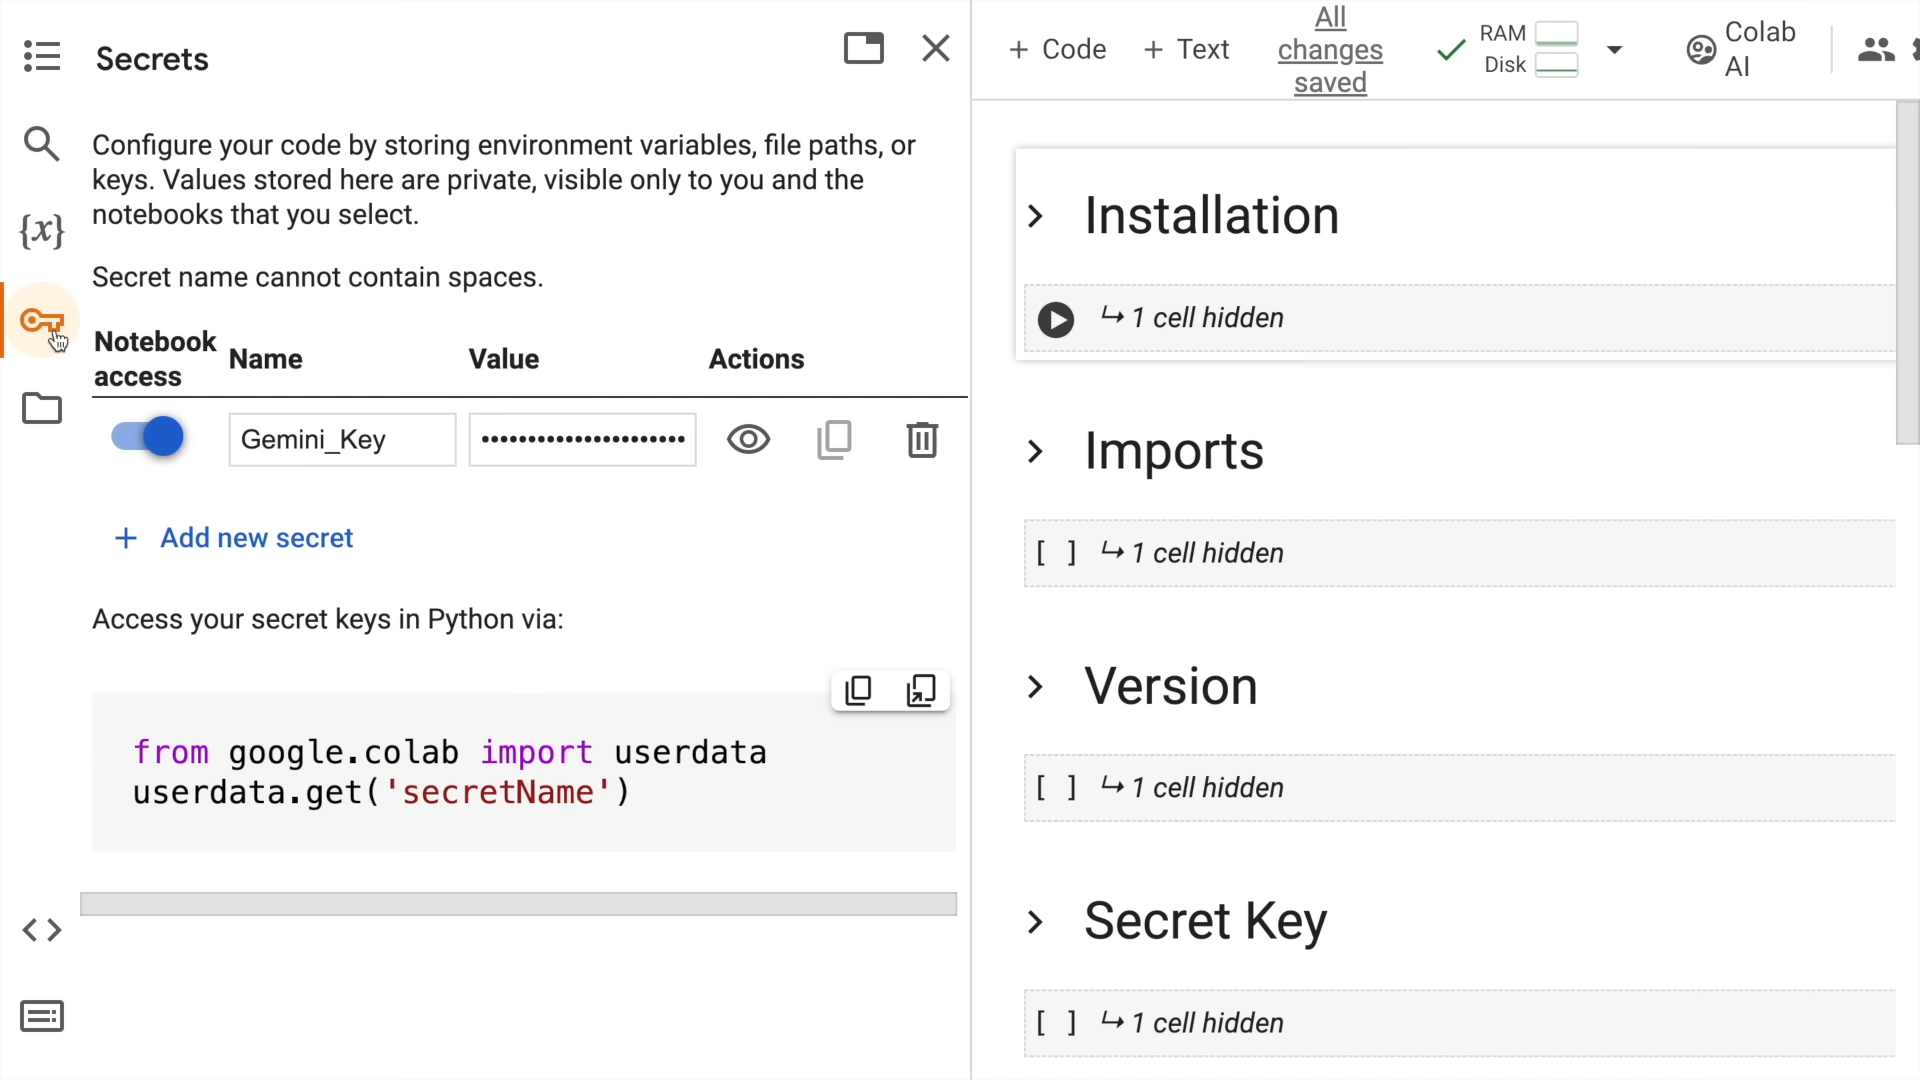 Secrets
Configure your code by storing environment variables, file paths, or
keys. Values stored here are private, visible only to you and the
notebooks that you select.
Secret name cannot contain spaces.
Notebook
access
Name
Value
Actions
Gemini_Key
••••••••••••••••••••••
+ Add new secret
Access your secret keys in Python via:
from google.colab import userdata
userdata.get('secretName')
{x}
<>
+ Code
+ Text
All
changes
saved
RAM
Disk
Colab
AI
Installation
1 cell hidden
Imports
[ ] 1 cell hidden
Version
[ ] 1 cell hidden
Secret Key
[ ] 1 cell hidden